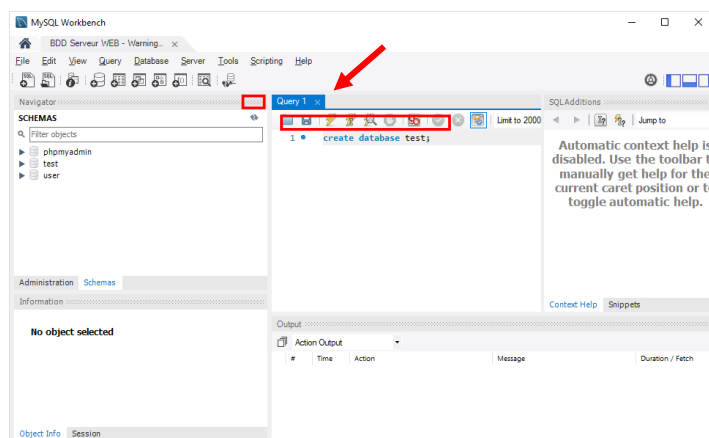 MySQL Workbench
BDD Serveur WEB - Warning...
File Edit View Query Database Server Tools Scripting Help
Navigator
SCHEMAS
Filter objects
phpmyadmin
test
user
Administration Schemas
Information
No object selected
Object Info Session
Query 1
Limit to 2000
1 create database test;
SQLAdditions
Jump to
Automatic context help is
disabled. Use the toolbar t
manually get help for the
current caret position or t
toggle automatic help.
Context Help Snippets
Output
Action Output
# Time Action Message Duration / Fetch